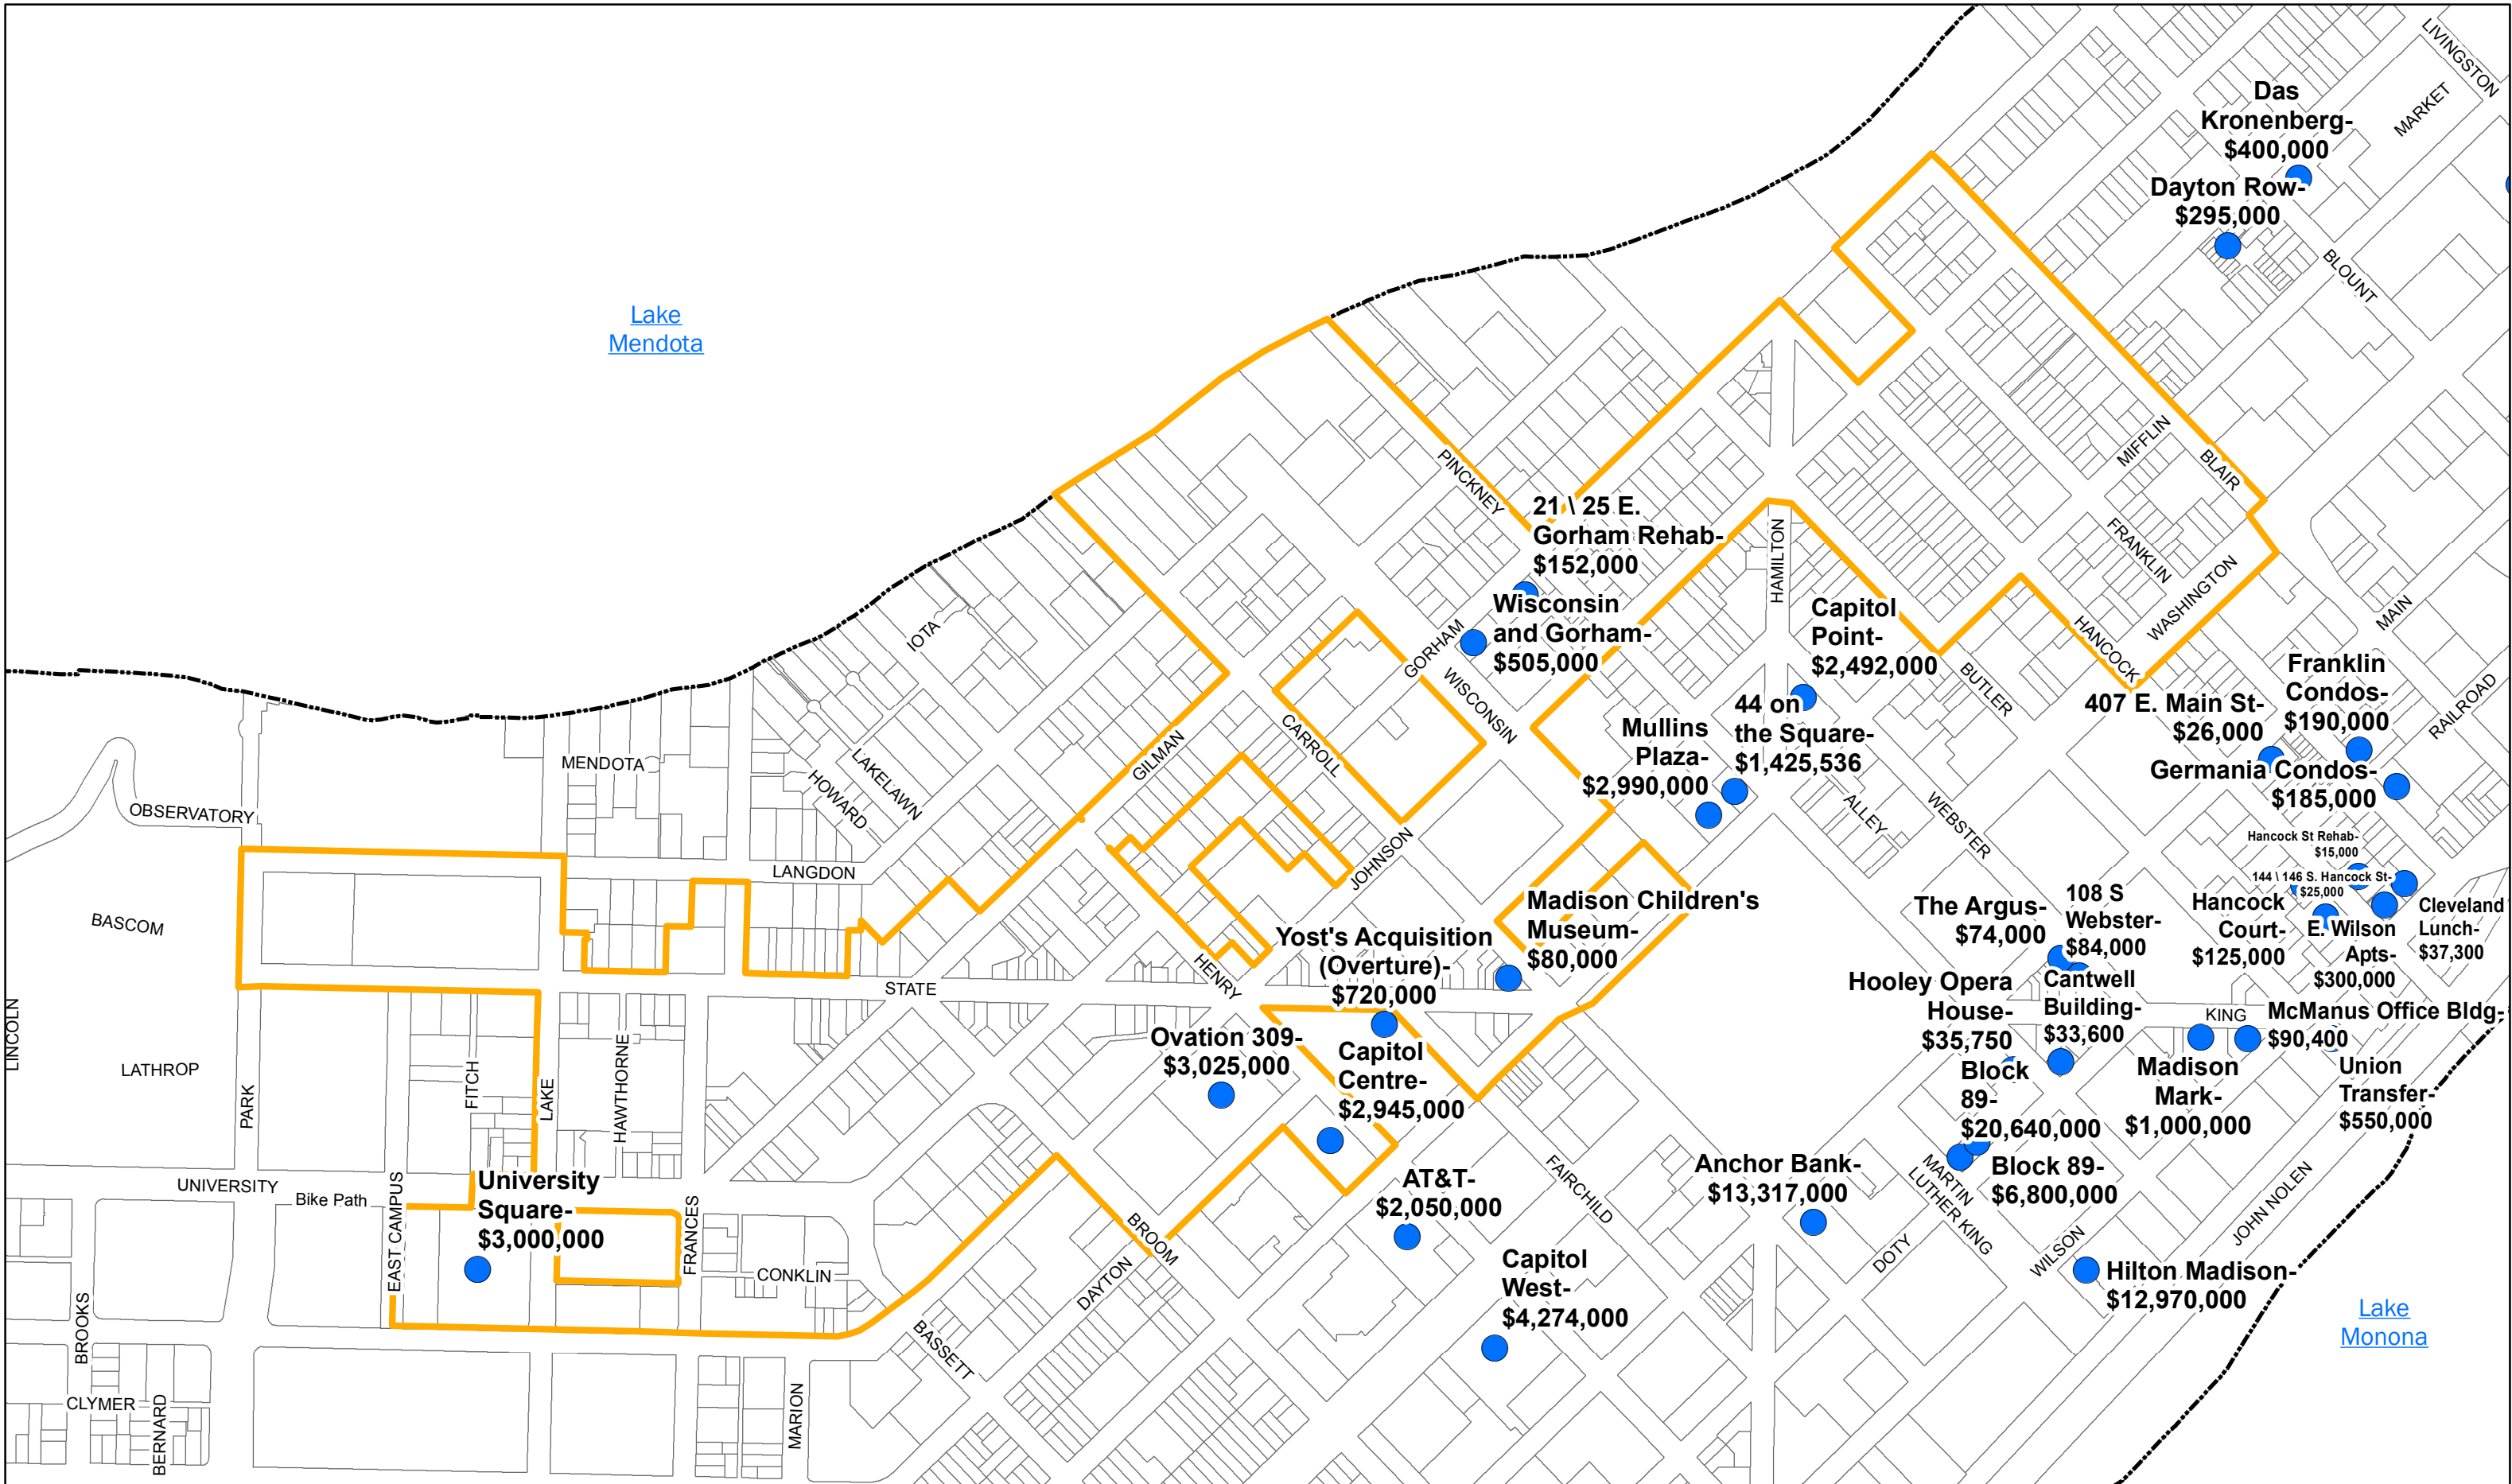 LIVINGSTON
MARKET
Das
Kronenberg-
$400,000
Dayton Row-
$295,000
BLOUNT
Lake
Mendota
MIFFLIN
BLAIR
PINCKNEY
21 \ 25 E.
Gorham Rehab-
$152,000
HAMILTON
FRANKLIN
WASHINGTON
MAIN
IOTA
GORHAM
Wisconsin
and Gorham-
$505,000
WISCONSIN
Capitol
Point-
$2,492,000
BUTLER
HANCOCK
Franklin
Condos-
$190,000
407 E. Main St-
$26,000
RAILROAD
Germania Condos-
$185,000
44 on
the Square-
$1,425,536
Mullins
Plaza-
$2,990,000
CARROLL
GILMAN
MENDOTA
LAKELAWN
HOWARD
OBSERVATORY
ALLEY
WEBSTER
JOHNSON
LANGDON
Hancock St Rehab-
$15,000
144 \ 146 S. Hancock St-
$25,000
BASCOM
Madison Children's
Museum-
$80,000
The Argus-
$74,000
108 S
Webster-
$84,000
Hancock
Court-
$125,000
E. Wilson
Apts-
$300,000
Cleveland
Lunch-
$37,300
Yost's Acquisition
(Overture)-
$720,000
HENRY
STATE
Hooley Opera
House-
$35,750
Cantwell
Building-
$33,600
KING
McManus Office Bldg-
$90,400
LINCOLN
LATHROP
PARK
FITCH
LAKE
HAWTHORNE
Ovation 309-
$3,025,000
Capitol
Centre-
$2,945,000
Block
89-
$20,640,000
Madison
Mark-
$1,000,000
Union
Transfer-
$550,000
UNIVERSITY
Bike Path
EAST CAMPUS
University
Square-
$3,000,000
FRANCES
CONKLIN
BROOM
DAYTON
BASSETT
AT&T-
$2,050,000
FAIRCHILD
Anchor Bank-
$13,317,000
MARTIN
LUTHER KING
Block 89-
$6,800,000
DOTY
WILSON
JOHN NOLEN
Capitol
West-
$4,274,000
Hilton Madison-
$12,970,000
Lake
Monona
BROOKS
CLYMER
BERNARD
MARION